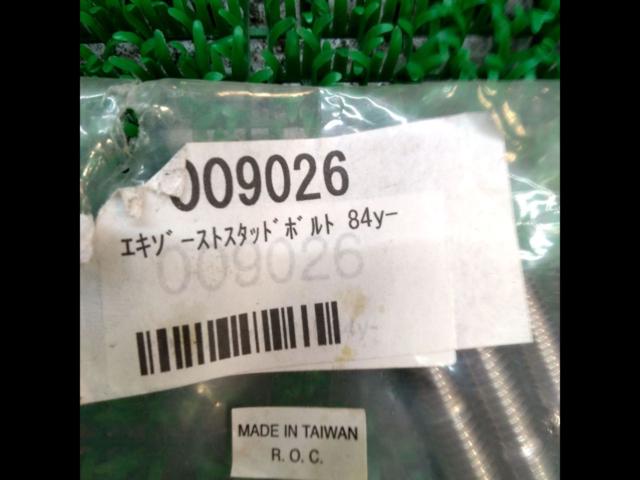 009026
ｴｷｿﾞｰｽﾄｽﾀｯﾄﾞﾎﾞﾙﾄ 84y-
009026
4y-
MADE IN TAIWAN
R. O. C.